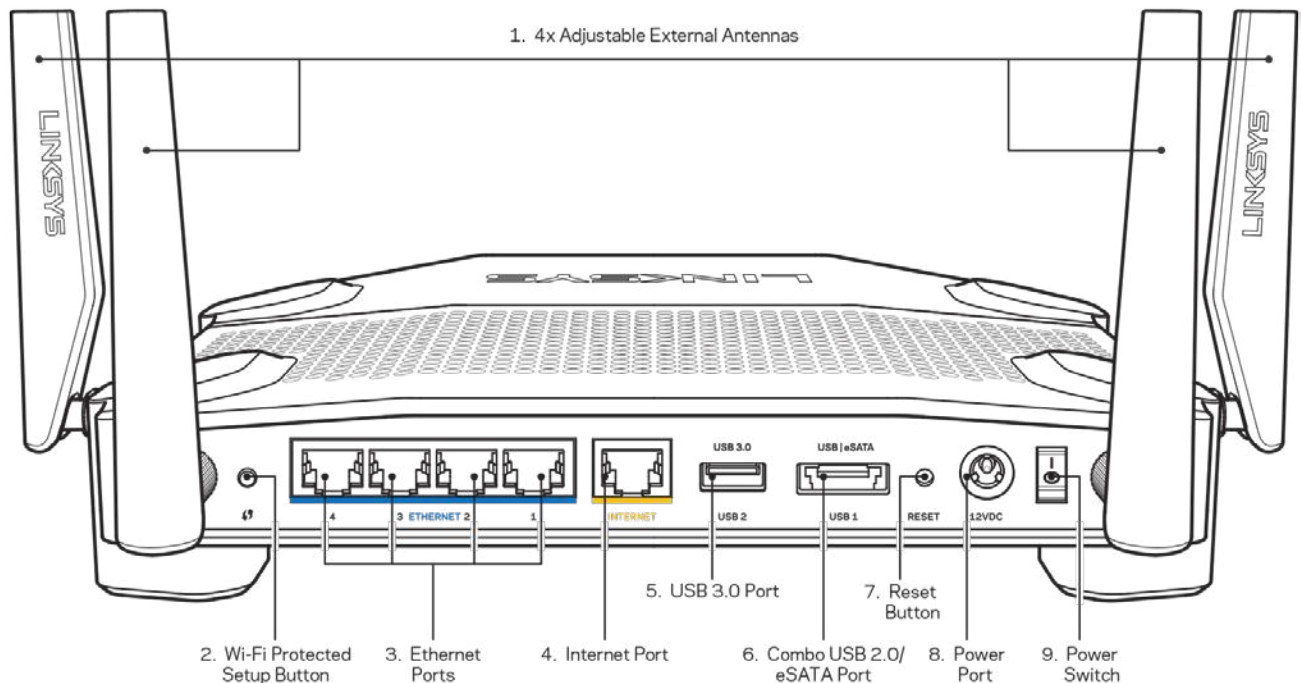 1. 4x Adjustable External Antennas
LINKSYS
LINKSYS
LINKSYS
USB 3.0
USB|eSATA
4
3
ETHERNET
2
1
INTERNET
USB 2
USB 1
RESET
12VDC
5. USB 3.0 Port
7. Reset
Button
2. Wi-Fi Protected
Setup Button
3. Ethernet
Ports
4. Internet Port
6. Combo USB 2.0/
eSATA Port
8. Power
Port
9. Power
Switch